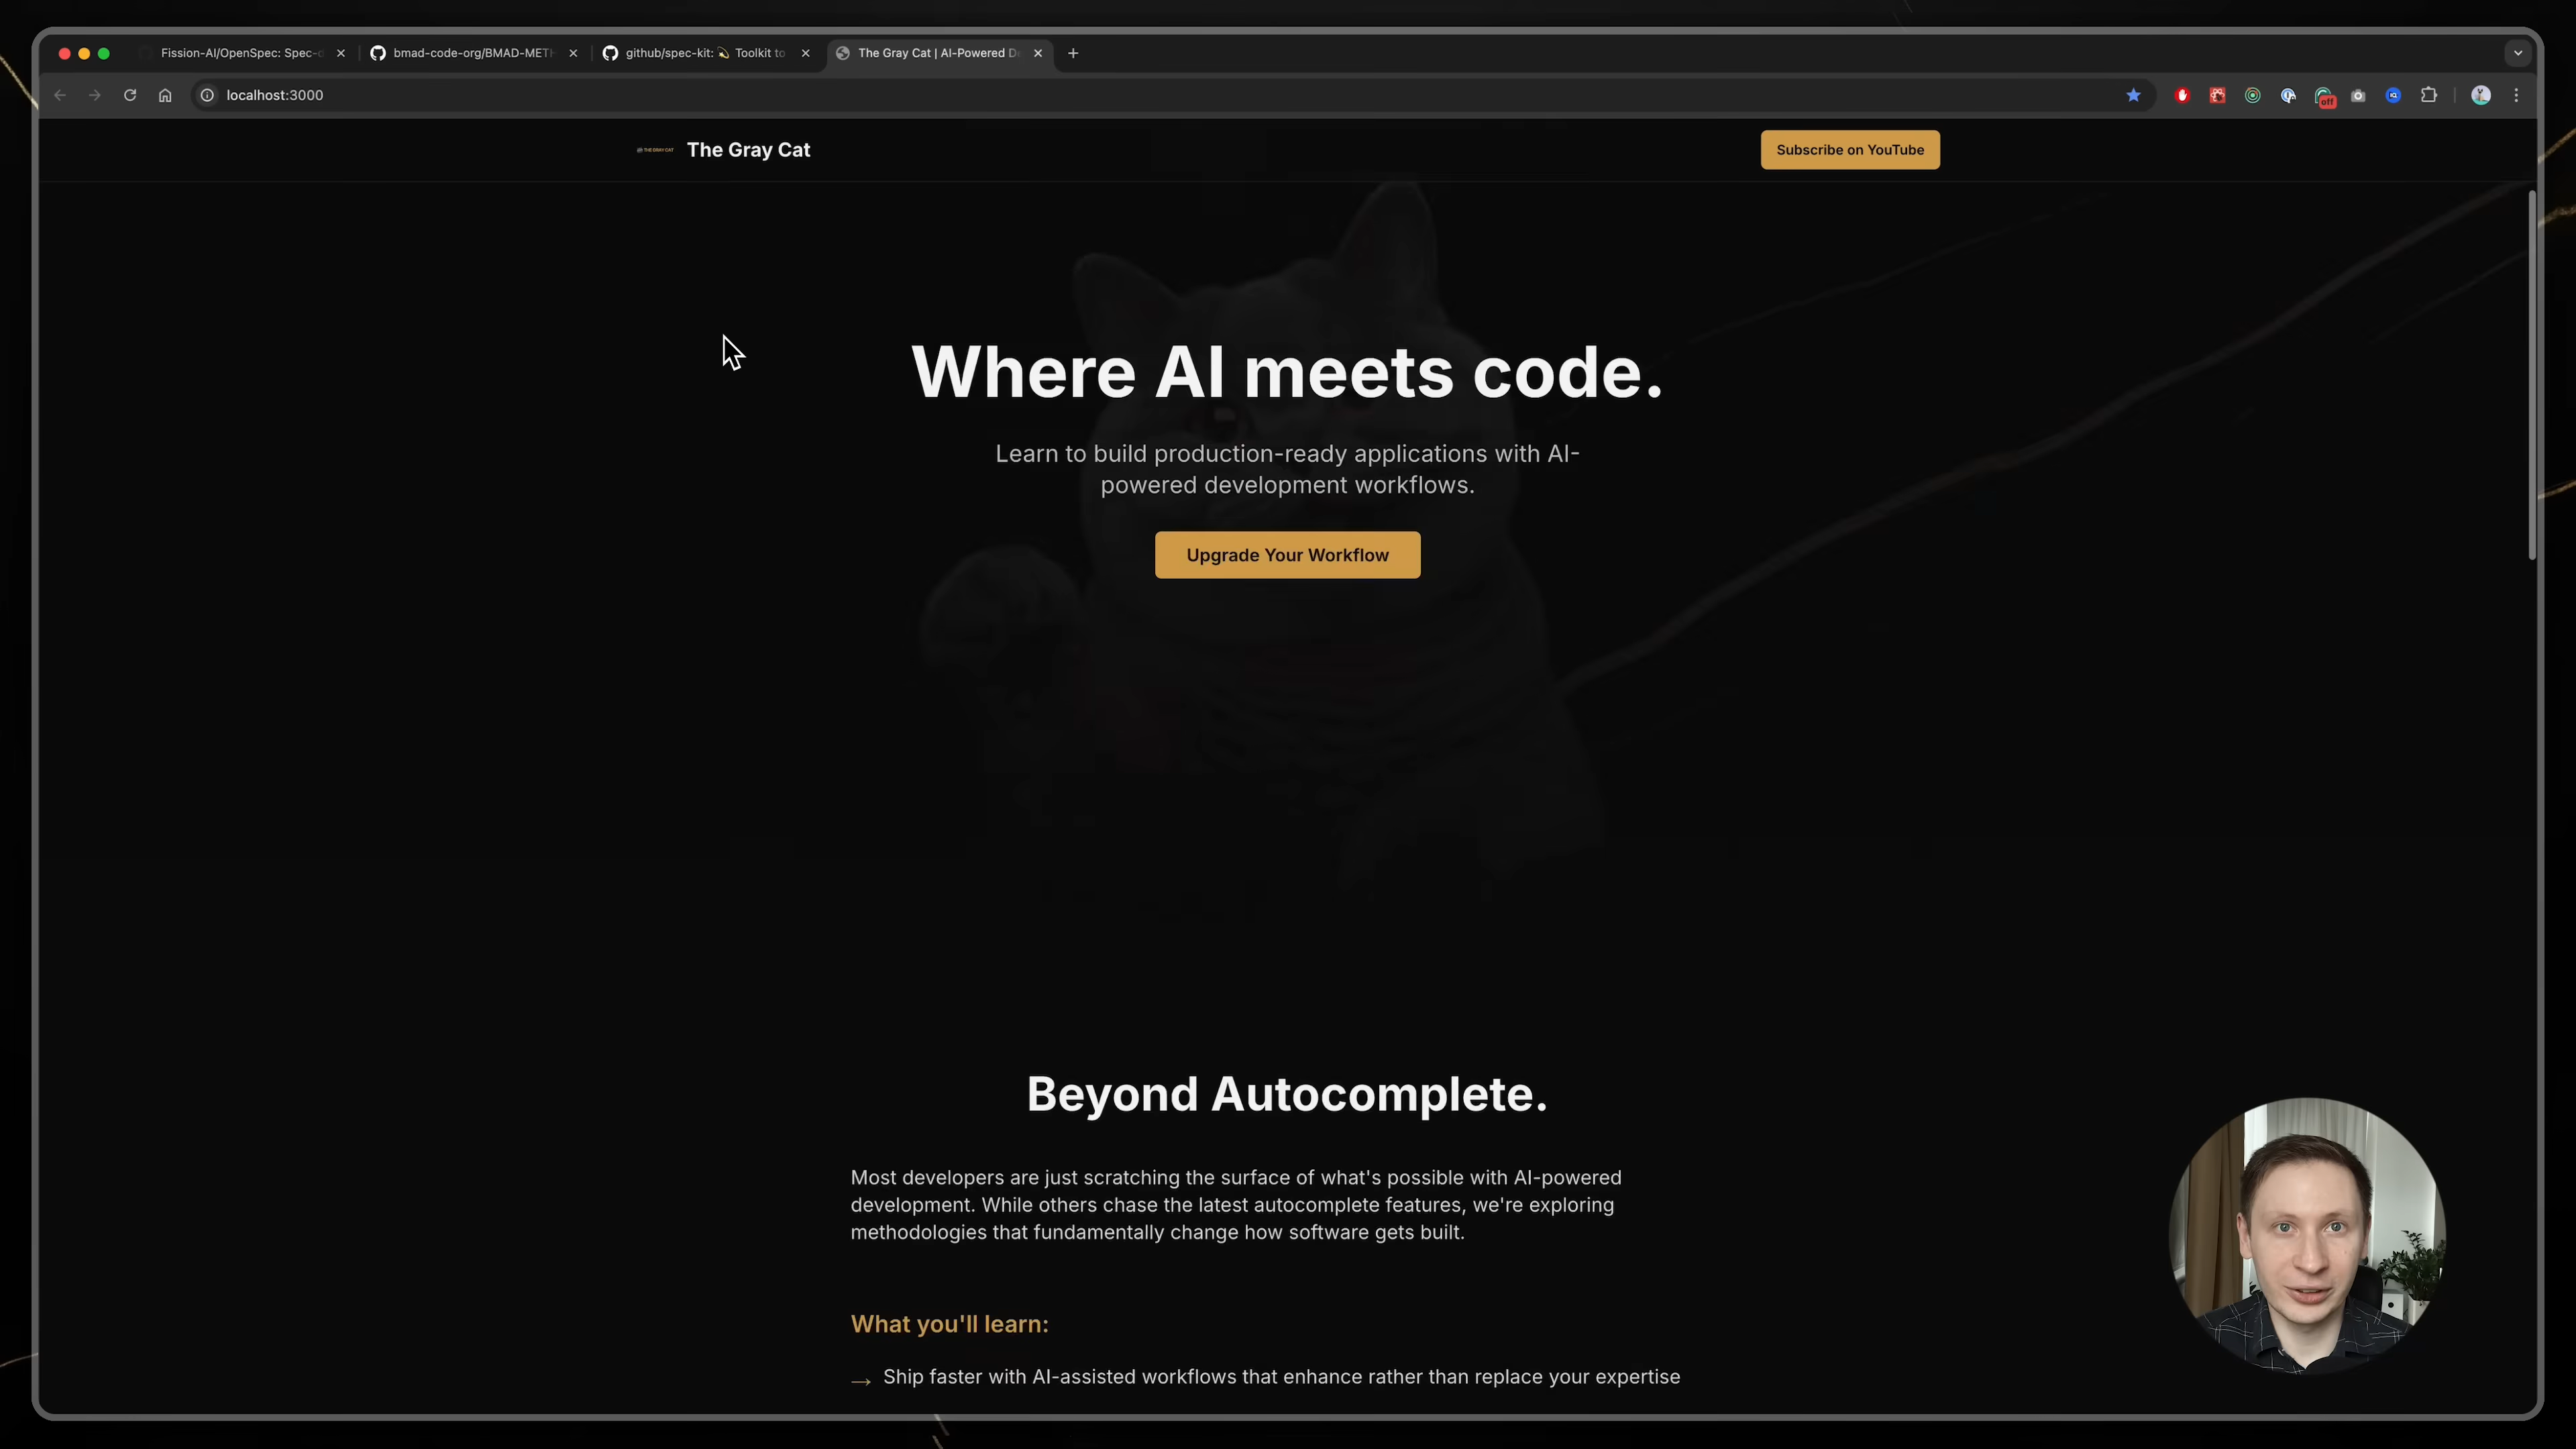 Fission-AI/OpenSpec: Spec-d
bmad-code-org/BMAD-METH
github/spec-kit: 💫 Toolkit to
The Gray Cat | AI-Powered De
localhost:3000
off
THE GRAY CAT
The Gray Cat
Subscribe on YouTube
Where AI meets code.
Learn to build production-ready applications with AI-
powered development workflows.
Upgrade Your Workflow
Beyond Autocomplete.
Most developers are just scratching the surface of what's possible with AI-powered
development. While others chase the latest autocomplete features, we're exploring
methodologies that fundamentally change how software gets built.
What you'll learn:
→ Ship faster with AI-assisted workflows that enhance rather than replace your expertise